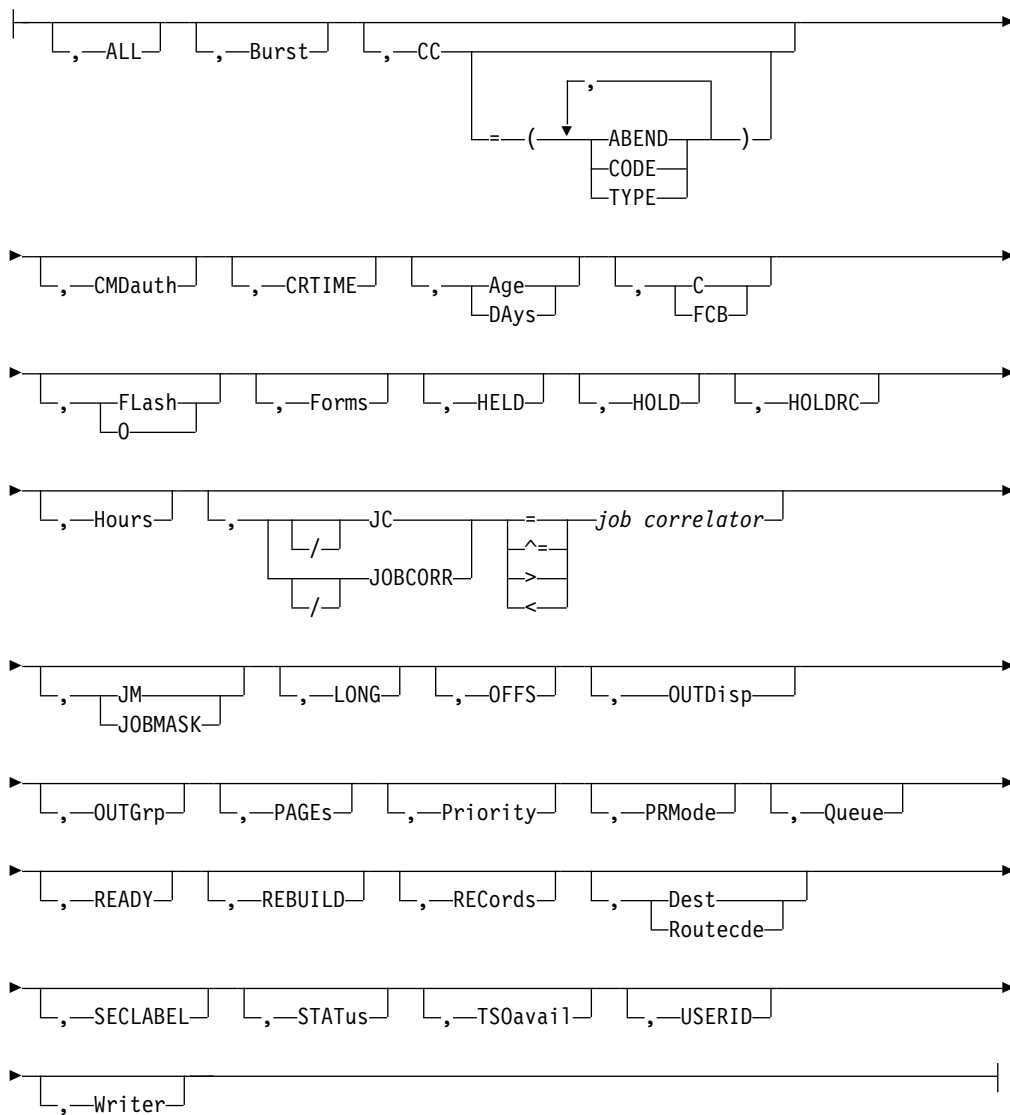 , ALL , Burst , CC
,
= ( ABEND )
CODE
TYPE
, CMDauth , CRTIME , Age , C
DAys FCB
, FLash , Forms , HELD , HOLD , HOLDRC
O
, Hours , / JC = job correlator
^=
/ JOBCORR >
<
, JM , LONG , OFFS , OUTDisp
JOBMASK
, OUTGrp , PAGEs , Priority , PRMode , Queue
, READY , REBUILD , RECords , Dest
Routecde
, SECLABEL , STATus , TSOavail , USERID
, Writer